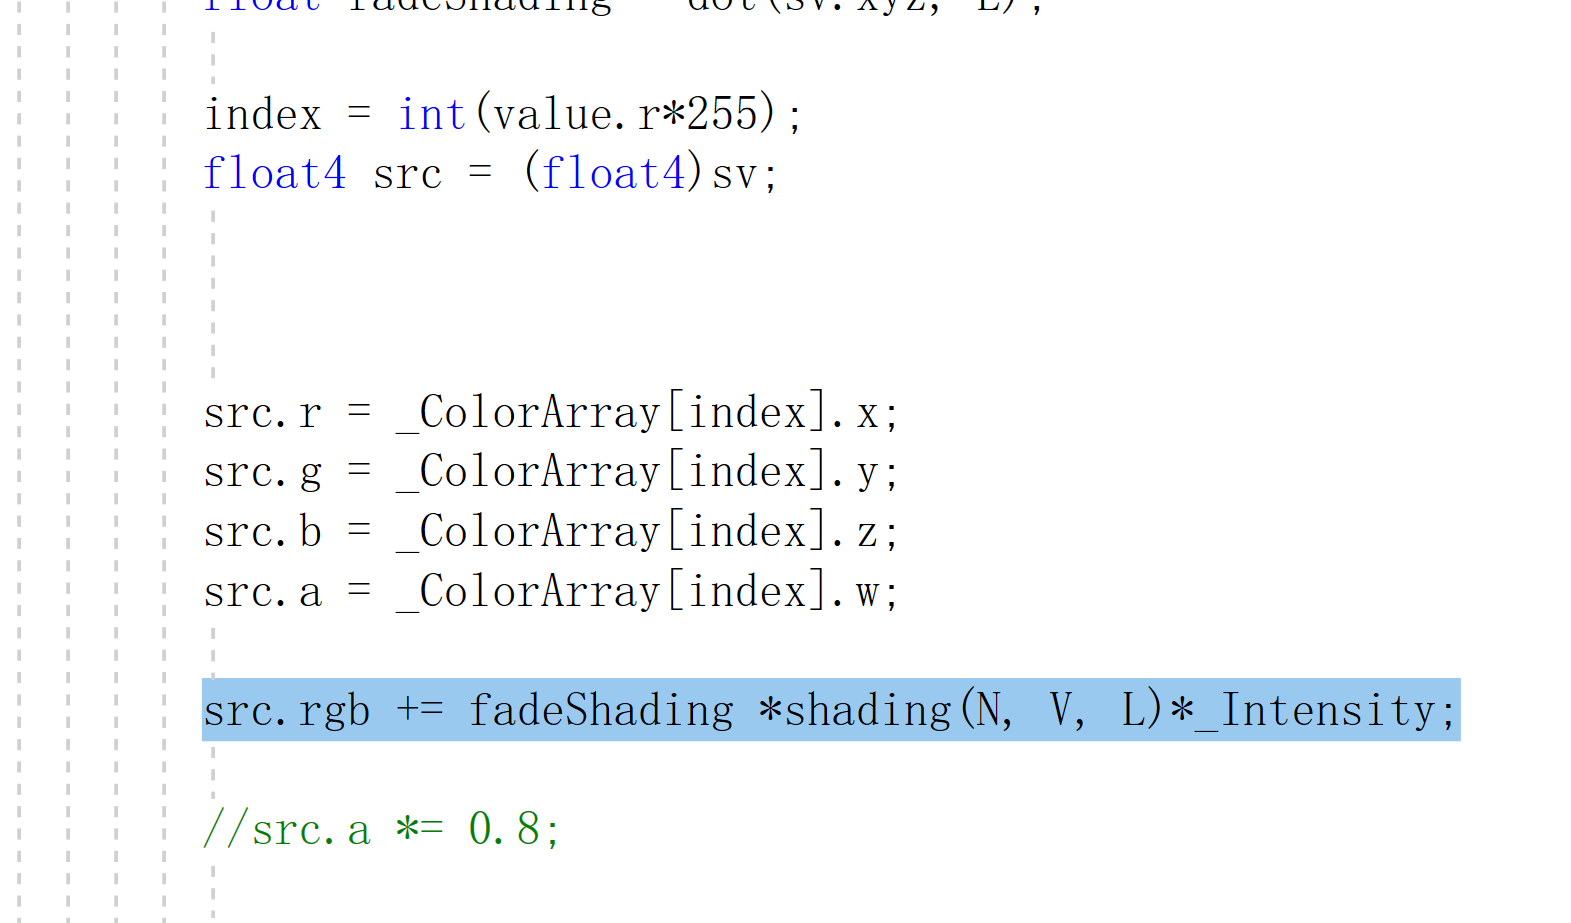 float fadeShading = dot(sv.xyz, L);
index = int(value.r*255);
float4 src = (float4)sv;
src.r = _ColorArray[index].x;
src.g = _ColorArray[index].y;
src.b = _ColorArray[index].z;
src.a = _ColorArray[index].w;
src.rgb += fadeShading *shading(N, V, L)*_Intensity;
//src.a *= 0.8;